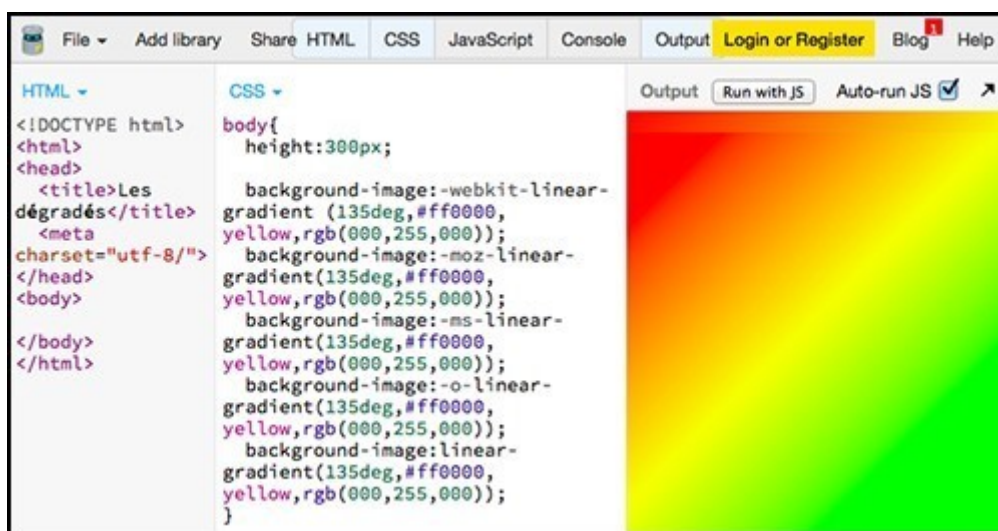 File Add library Share HTML CSS JavaScript Console Output Login or Register Blog 1 Help
HTML
<!DOCTYPE html>
<html>
<head>
<title>Les
dégradés</title>
<meta
charset="utf-8/">
</head>
<body>
</body>
</html>
CSS
body{
height:300px;
background-image:-webkit-linear-
gradient (135deg,#ff0000,
yellow,rgb(000,255,000));
background-image:-moz-linear-
gradient(135deg,#ff0000,
yellow,rgb(000,255,000));
background-image:-ms-linear-
gradient(135deg,#ff0000,
yellow,rgb(000,255,000));
background-image:-o-linear-
gradient(135deg,#ff0000,
yellow,rgb(000,255,000));
background-image:linear-
gradient(135deg,#ff0000,
yellow,rgb(000,255,000));
}
Output Run with JS Auto-run JS